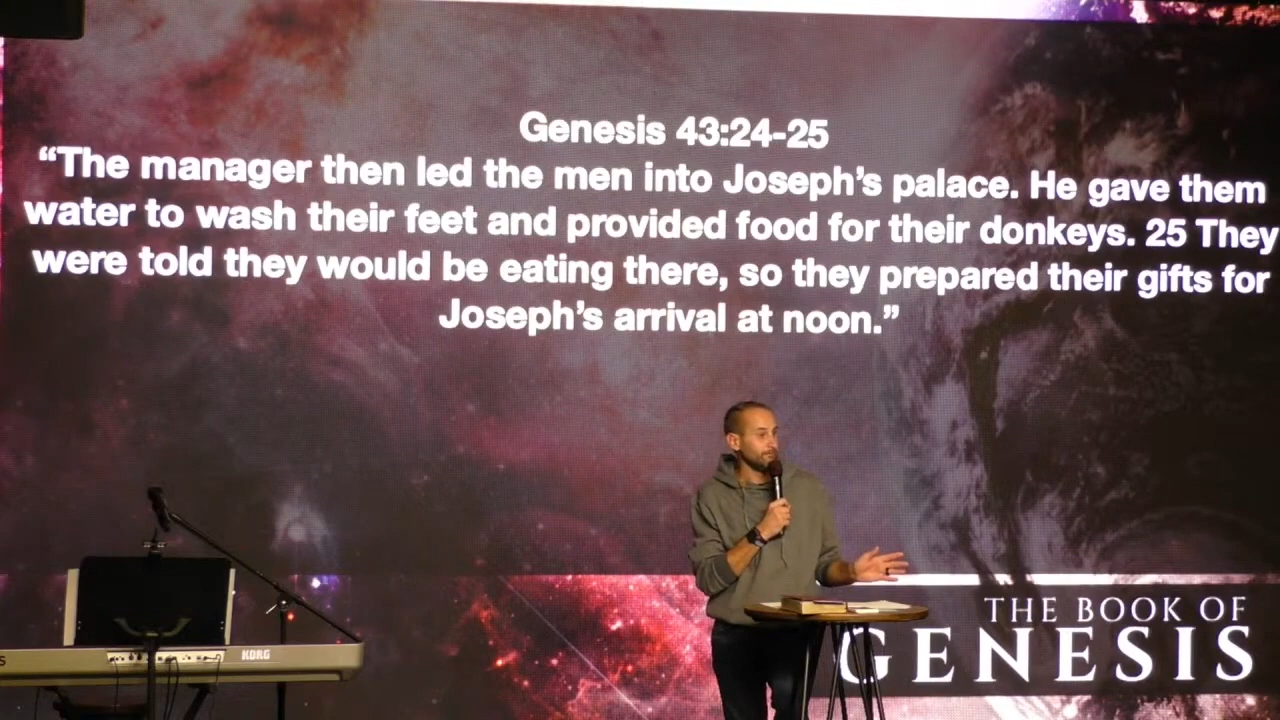 Genesis 43:24-25
“The manager then led the men into Joseph’s palace. He gave them
water to wash their feet and provided food for their donkeys. 25 They
were told they would be eating there, so they prepared their gifts for
Joseph’s arrival at noon.”
THE BOOK OF
GENESIS
KORG